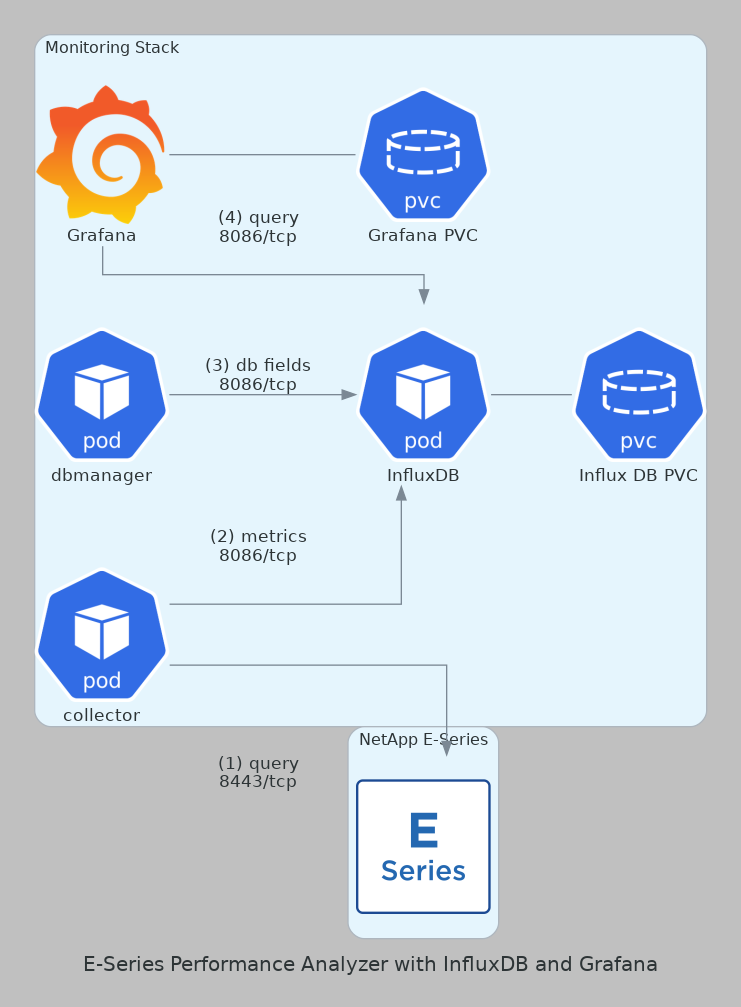 Monitoring Stack
pvc
Grafana
Grafana PVC
(4) query
8086/tcp
(3) db fields
8086/tcp
pod
pod
pvc
dbmanager
InfluxDB
Influx DB PVC
(2) metrics
8086/tcp
pod
collector
NetApp E-Series
(1) query
8443/tcp
E
Series
E-Series Performance Analyzer with InfluxDB and Grafana